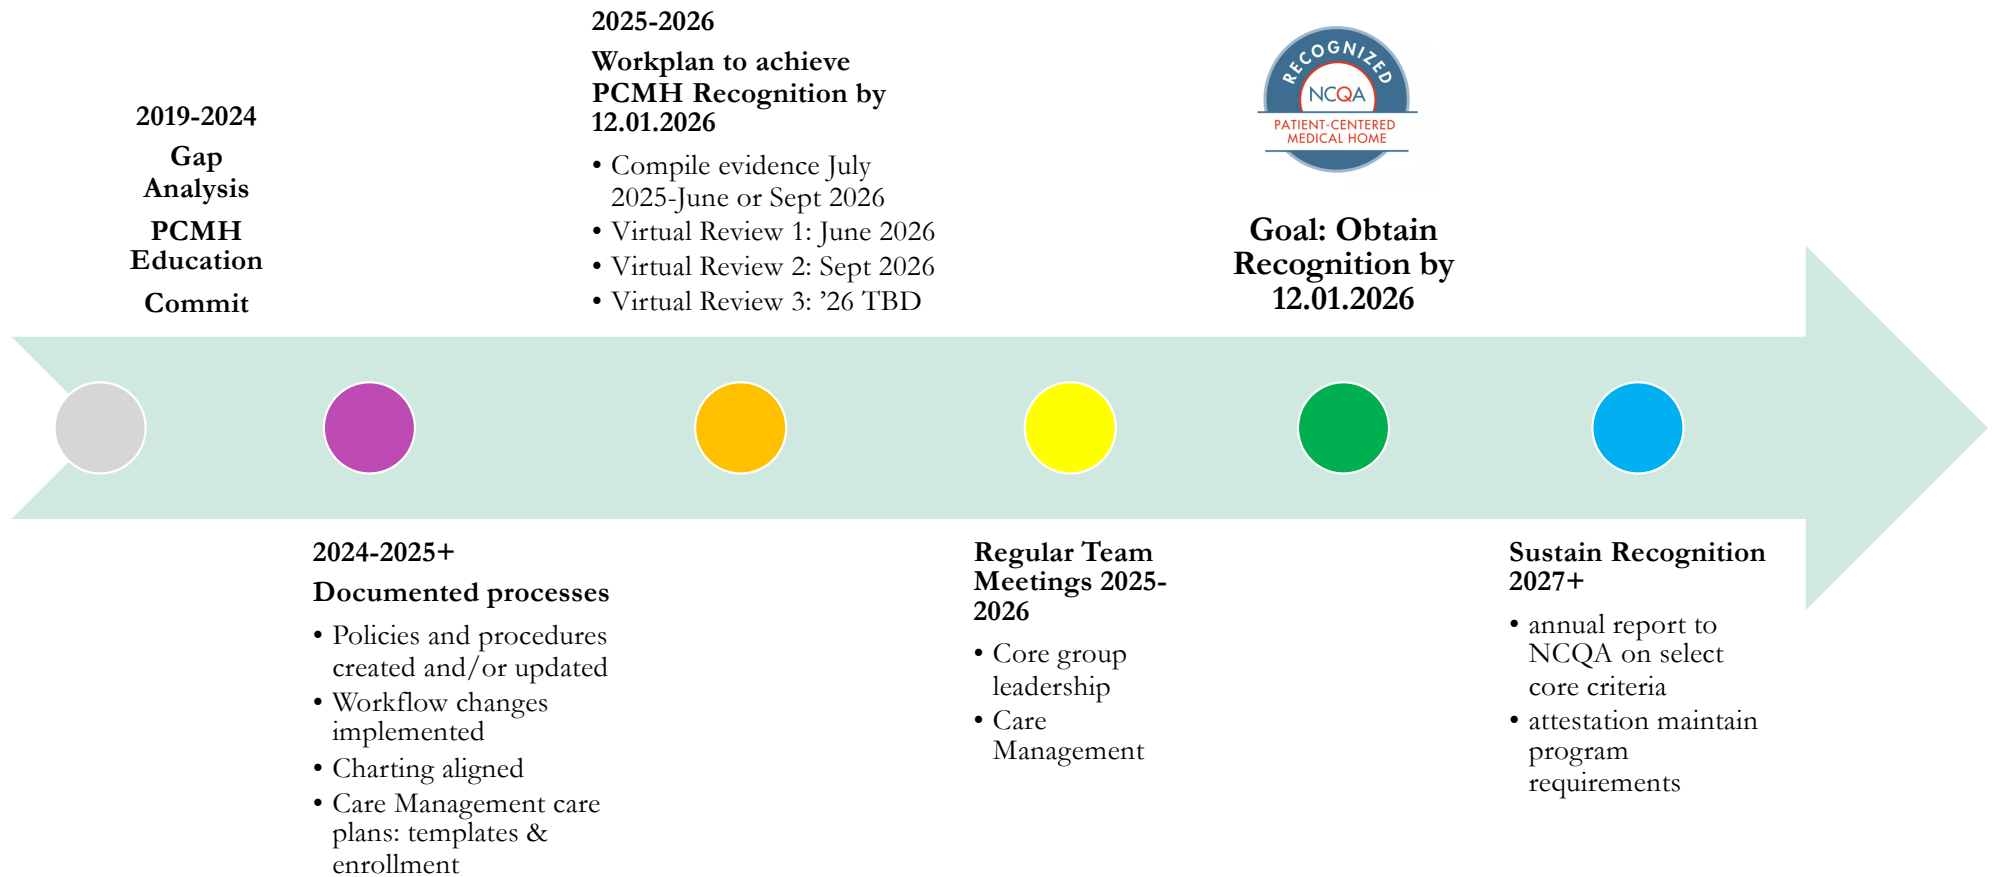 2019-2024
Gap
Analysis
PCMH
Education
Commit
2024-2025+
Documented processes
• Policies and procedures
created and/or updated
• Workflow changes
implemented
• Charting aligned
• Care Management care
plans: templates &
enrollment
2025-2026
Workplan to achieve
PCMH Recognition by
12.01.2026
• Compile evidence July
2025-June or Sept 2026
• Virtual Review 1: June 2026
• Virtual Review 2: Sept 2026
• Virtual Review 3: ’26 TBD
Regular Team
Meetings 2025-
2026
• Core group
leadership
• Care
Management
RECOGNIZED
NCQA
PATIENT-CENTERED
MEDICAL HOME
Goal: Obtain
Recognition by
12.01.2026
Sustain Recognition
2027+
• annual report to
NCQA on select
core criteria
• attestation maintain
program
requirements